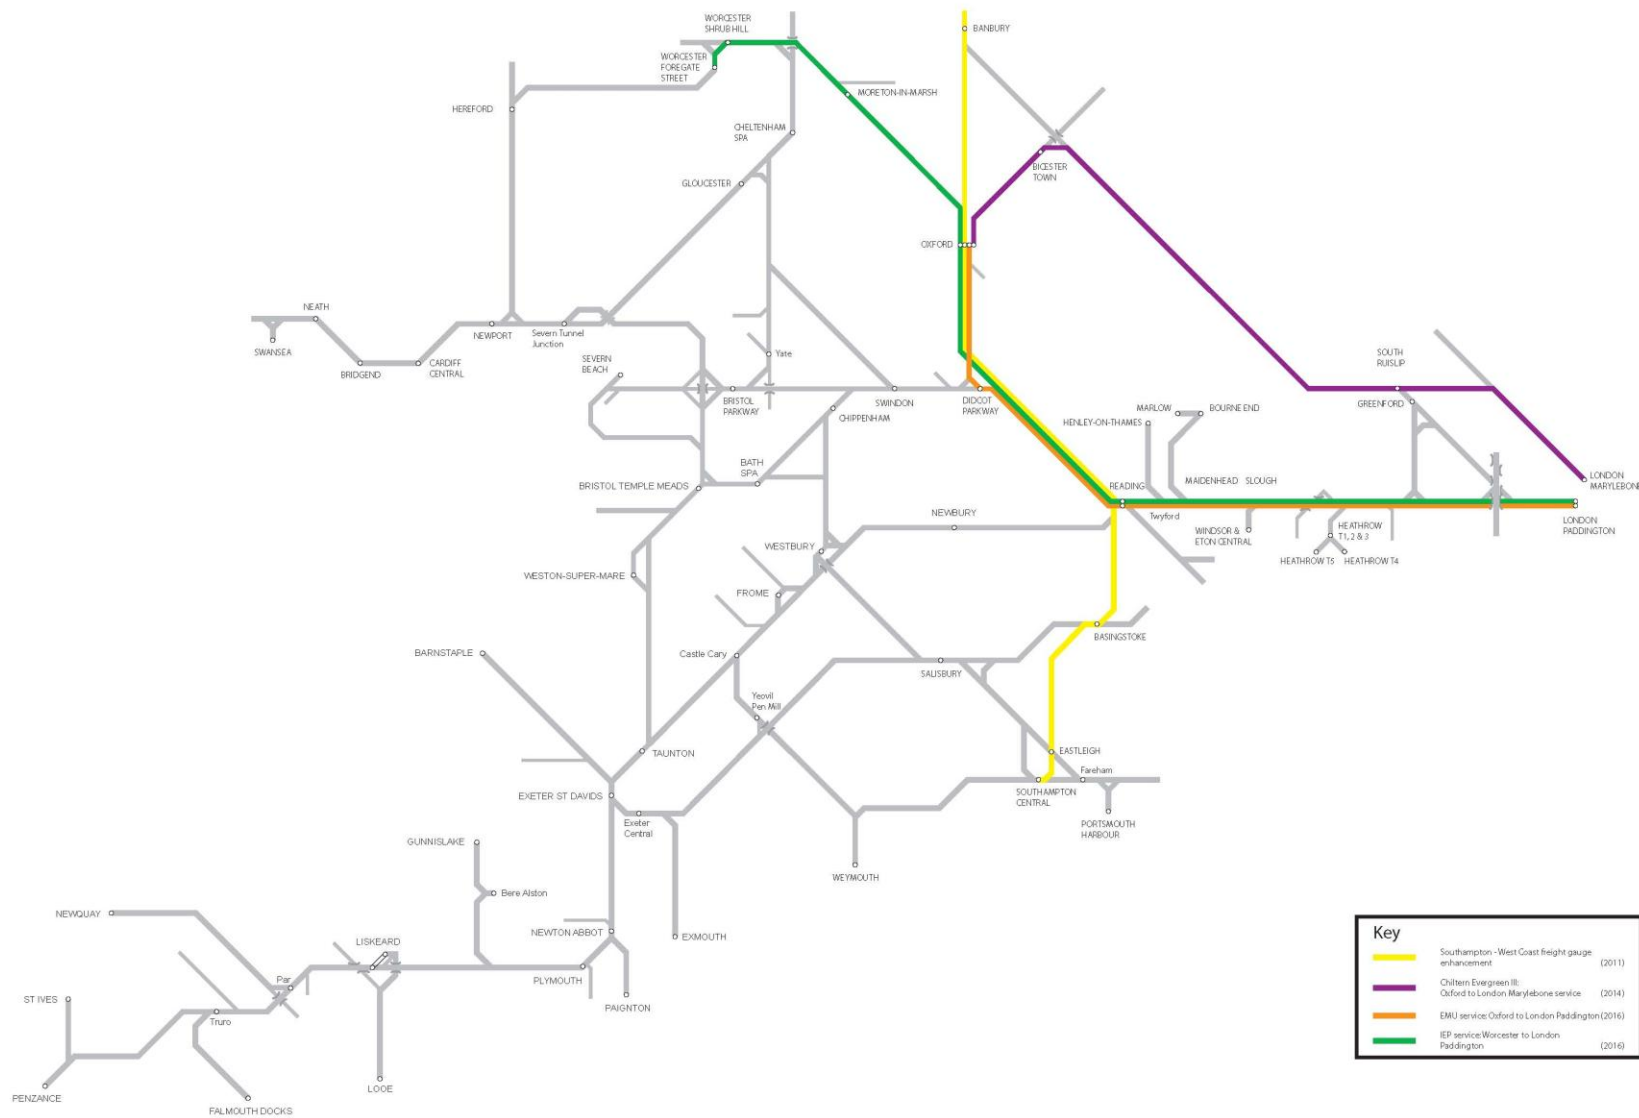 WORCESTER
SHRUB HILL
BANBURY
WORCESTER
FOREGATE
STREET
MORETON-IN-MARSH
HEREFORD
CHELTENHAM
SPA
BICESTER
TOWN
GLOUCESTER
OXFORD
NEATH
SWANSEA
BRIDGEND
CARDIFF
CENTRAL
NEWPORT
Severn Tunnel
Junction
SEVERN
BEACH
Yate
BRISTOL
PARKWAY
SWINDON
CHIPPENHAM
DIDCOT
PARKWAY
SOUTH
RUISLIP
GREENFORD
MARLOW
BOURNE END
HENLEY-ON-THAMES
BATH
SPA
BRISTOL TEMPLE MEADS
READING
MAIDENHEAD
SLOUGH
LONDON
MARYLEBONE
Twyford
WINDSOR &
ETON CENTRAL
HEATHROW
T1, 2 & 3
HEATHROW T5
HEATHROW T4
LONDON
PADDINGTON
NEWBURY
WESTBURY
WESTON-SUPER-MARE
FROME
BASINGSTOKE
BARNSTAPLE
Castle Cary
SALISBURY
Yeovil
Pen Mill
TAUNTON
EASTLEIGH
Fareham
EXETER ST DAVIDS
SOUTHAMPTON
CENTRAL
Exeter
Central
PORTSMOUTH
HARBOUR
GUNNISLAKE
WEYMOUTH
Bere Alston
NEWQUAY
NEWTON ABBOT
EXMOUTH
LISKEARD
PLYMOUTH
Par
ST IVES
PAIGNTON
Truro
LOOE
PENZANCE
FALMOUTH DOCKS
Key
Southampton - West Coast freight gauge
enhancement (2011)
Chiltern Evergreen III:
Oxford to London Marylebone service (2014)
EMU service: Oxford to London Paddington (2016)
IEP service: Worcester to London
Paddington (2016)